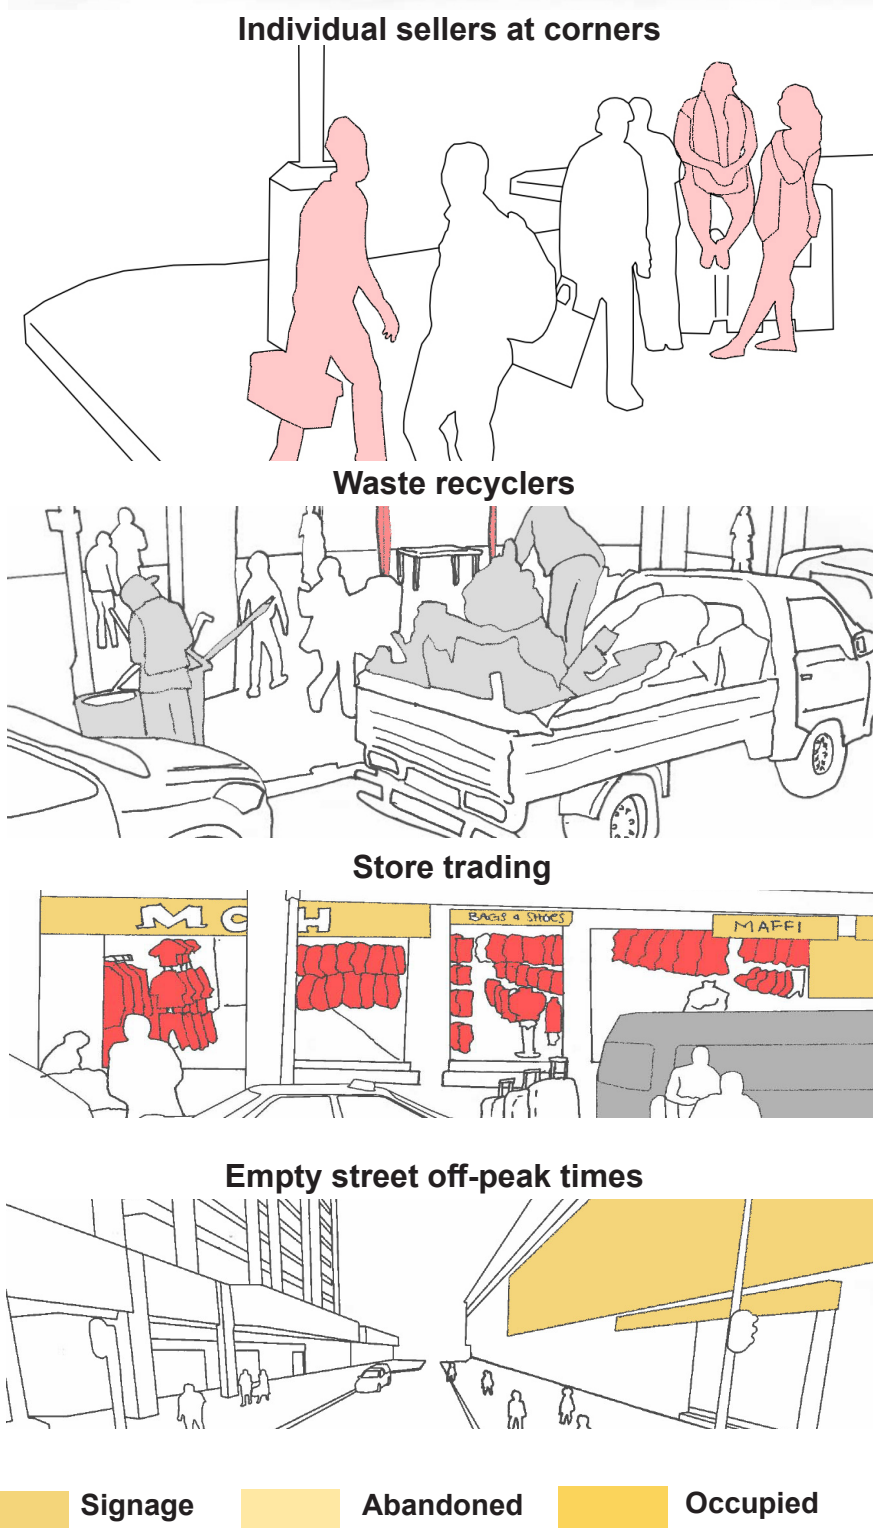 Individual sellers at corners
Waste recyclers
Store trading
BAGS & SHOES
MAFFI
Empty street off-peak times
Signage Abandoned Occupied